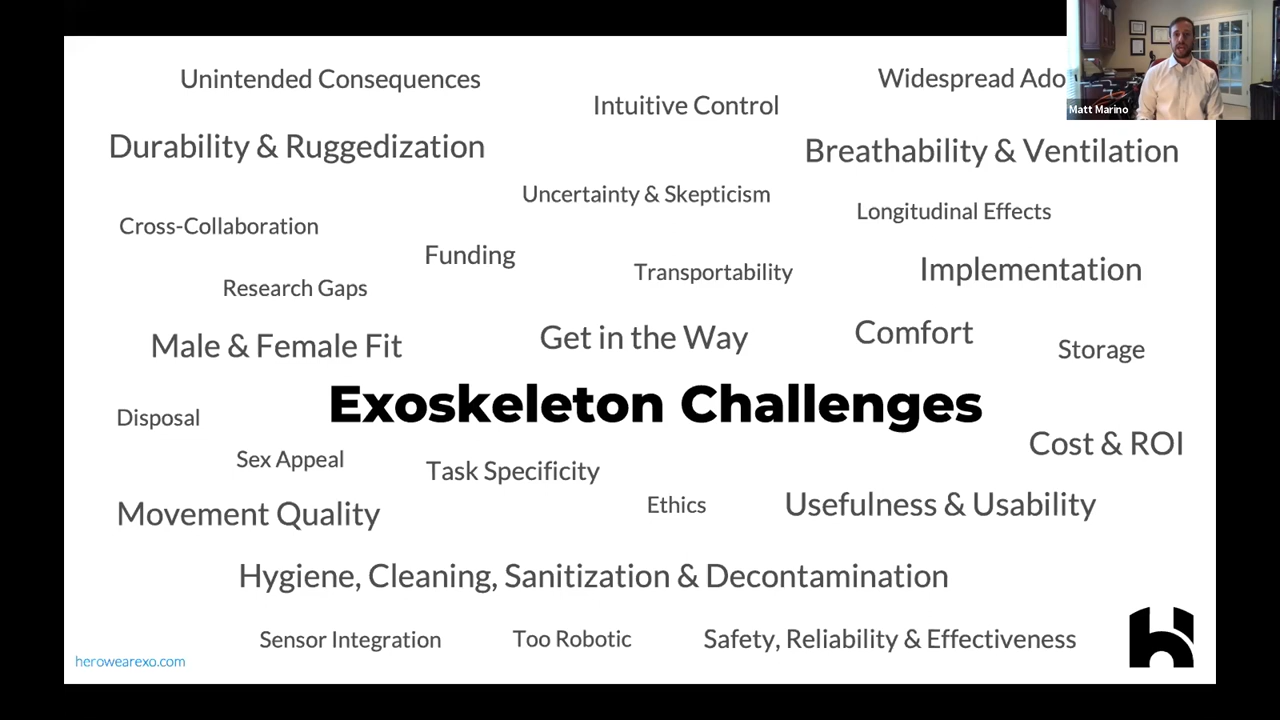 Unintended Consequences
Widespread Ado
Intuitive Control
Matt Marino
Durability & Ruggedization
Breathability & Ventilation
Uncertainty & Skepticism
Longitudinal Effects
Cross-Collaboration
Funding
Transportability
Implementation
Research Gaps
Male & Female Fit
Get in the Way
Comfort
Storage
Exoskeleton Challenges
Disposal
Cost & ROI
Sex Appeal
Task Specificity
Movement Quality
Ethics
Usefulness & Usability
Hygiene, Cleaning, Sanitization & Decontamination
Sensor Integration
Too Robotic
Safety, Reliability & Effectiveness
herowearexo.com